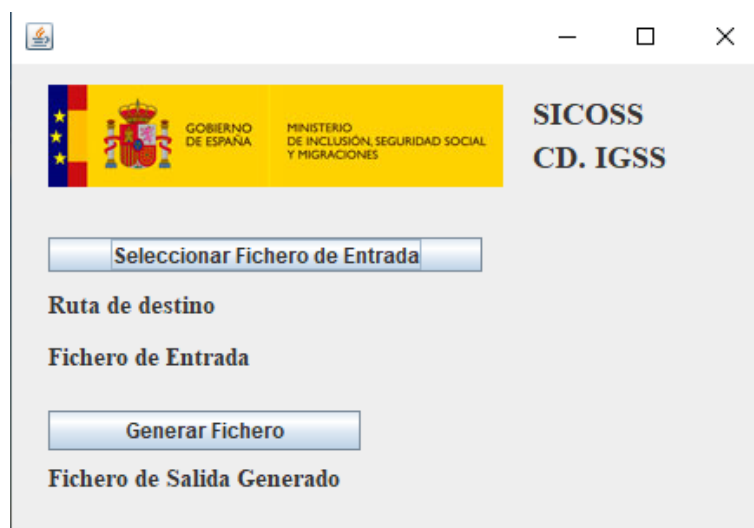 GOBIERNO
DE ESPAÑA
MINISTERIO
DE INCLUSIÓN, SEGURIDAD SOCIAL
Y MIGRACIONES
SICOSS
CD. IGSS
Seleccionar Fichero de Entrada
Ruta de destino
Fichero de Entrada
Generar Fichero
Fichero de Salida Generado